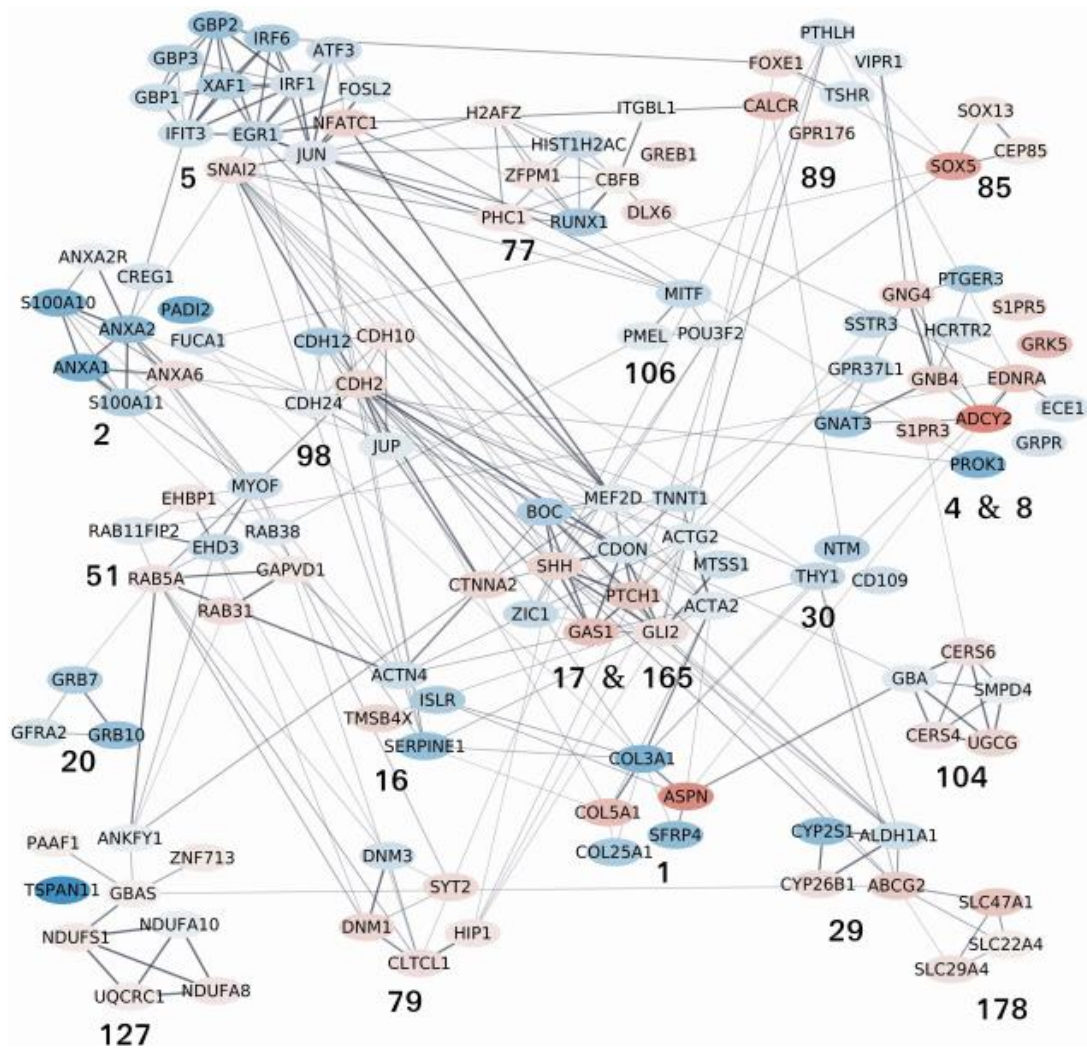 GBP2
IRF6
ATF3
PTHLH
GBP3
FOXE1
VIPR1
XAF1
IRF1
TSHR
GBP1
FOSL2
SOX13
IFIT3
EGR1
NFATC1
H2AFZ
ITGBL1
CALCR
GPR176
JUN
HIST1H2AC
GREB1
CEP85
SNAI2
ZFPM1
CBFB
SOX5
5
89
85
PHC1
RUNX1
DLX6
77
ANXA2R
CREG1
S100A10
PADI2
MITF
GNG4
PTGER3
S1PR5
ANXA2
FUCA1
CDH12
CDH10
PMEL
POU3F2
SSTR3
HCRTR2
GRK5
ANXA1
ANXA6
CDH2
106
GPR37L1
GNB4
EDNRA
S100A11
CDH24
ECE1
2
98
JUP
GNAT3
S1PR3
ADCY2
GRPR
PROK1
4 & 8
MYOF
EHBP1
MEF2D
TNNT1
RAB11FIP2
RAB38
BOC
EHD3
CDON
ACTG2
NTM
51
RAB5A
GAPVD1
CTNNA2
SHH
MTSS1
THY1
CD109
RAB31
PTCH1
ACTA2
30
ZIC1
GAS1
GLI2
17 & 165
CERS6
GRB7
ACTN4
GBA
SMPD4
ISLR
GFRA2
GRB10
TMSB4X
CERS4
UGCG
20
SERPINE1
COL3A1
104
16
ASPN
COL5A1
PAAF1
ANKFY1
SFRP4
CYP2S1
ALDH1A1
ZNF713
DNM3
COL25A1
1
TSPAN11
GBAS
SYT2
CYP26B1
ABCG2
SLC47A1
NDUFS1
NDUFA10
DNM1
HIP1
29
SLC22A4
CLTCL1
SLC29A4
UQCRC1
NDUFA8
79
178
127